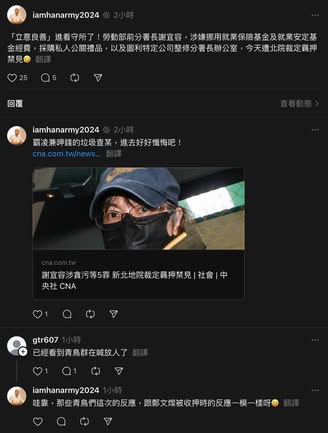 iamhanarmy2024 2小時
「立意良善」進看守所了！勞動部前分署長謝宜容，涉嫌挪用就業保險基金及就業安定基
金經費，採購私人公關禮品，以及圖利特定公司整修分署長辦公室，今天遭北院裁定羈押
禁見🤣 翻譯
25 5
回覆 查看動態 >
iamhanarmy2024 2小時
霸凌兼呷錢的垃圾查某，進去好好懺悔吧！
cna.com.tw/news... 翻譯
cna.com.tw
謝宜容涉貪污等5罪 新北地院裁定羈押禁見 | 社會 | 中
央社 CNA
1
gtr607 1小時
已經看到青鳥群在喊放人了 翻譯
1 1
iamhanarmy2024 1小時
哇靠，那些青鳥們這次的反應，跟鄭文燦被收押時的反應一模一樣呀🤣 翻譯